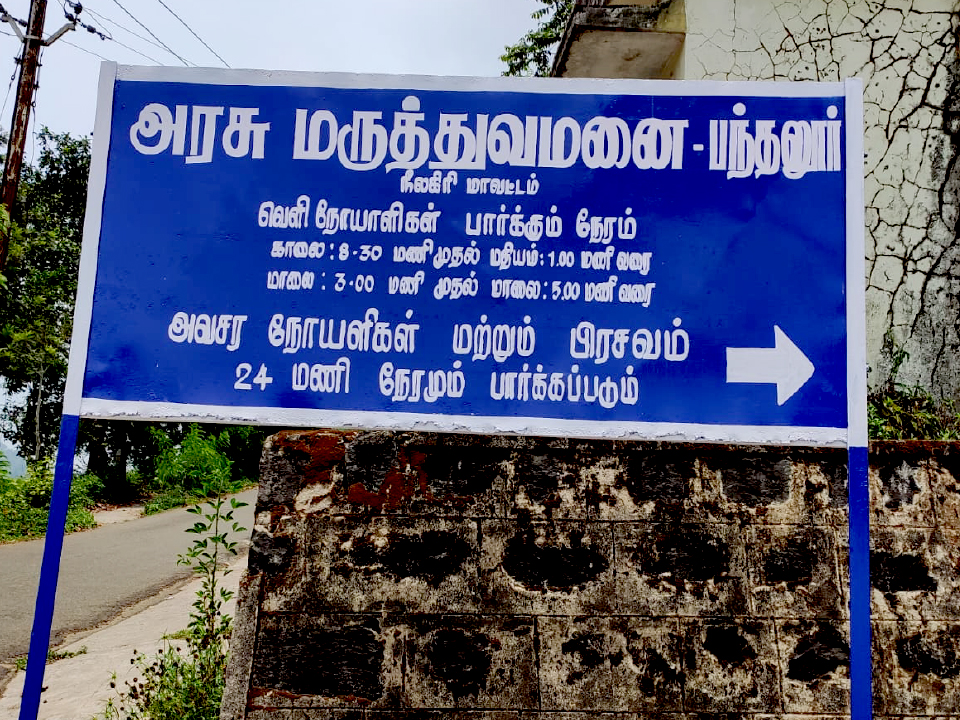 அரசு மருத்துவமனை - பந்தலூர்
நீலகிரி மாவட்டம்
வெளி நோயாளிகள் பார்க்கும் நேரம்
காலை : 8-30 மணி முதல் மதியம் : 1.00 மணி வரை
மாலை : 3-00 மணி முதல் மாலை : 5.00 மணி வரை
அவசர நோயளிகள் மற்றும் பிரசவம்
24 மணி நேரமும் பார்க்கப்படும்